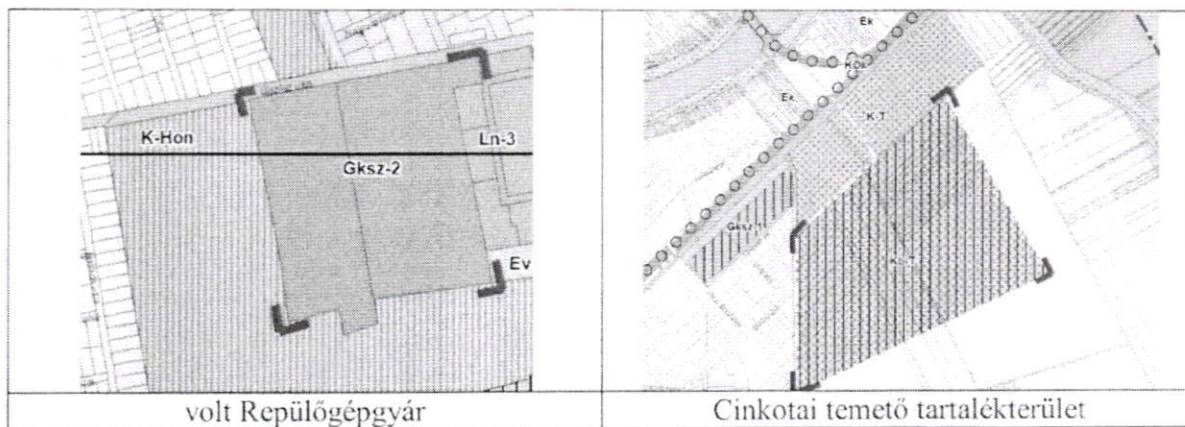 K-Hon
Gksz-2
Ln-3
Ev
Ek
Ek
K-T
volt Repülőgépgyár
Cinkotai temető tartalékterület